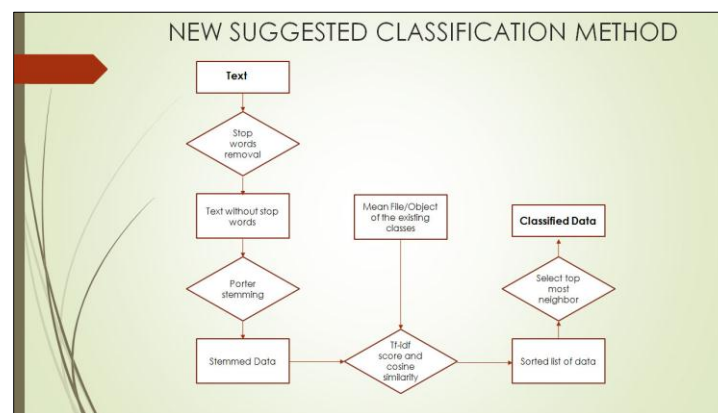 NEW SUGGESTED CLASSIFICATION METHOD
Text
Stop
words
removal
Text without stop
words
Porter
stemming
Stemmed Data
Mean File/Object
of the existing
classes
Tf-idf
score and
cosine
similarity
Sorted list of data
Select top
most
neighbor
Classified Data